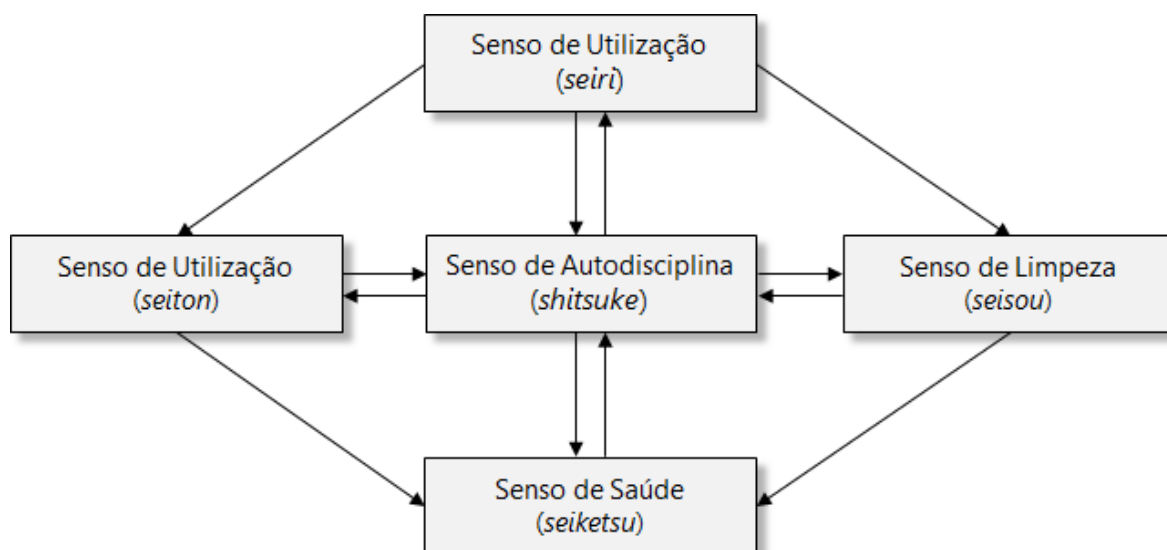 Senso de Utilização
(seiri)
Senso de Utilização
(seiton)
Senso de Autodisciplina
(shitsuke)
Senso de Limpeza
(seisou)
Senso de Saúde
(seiketsu)